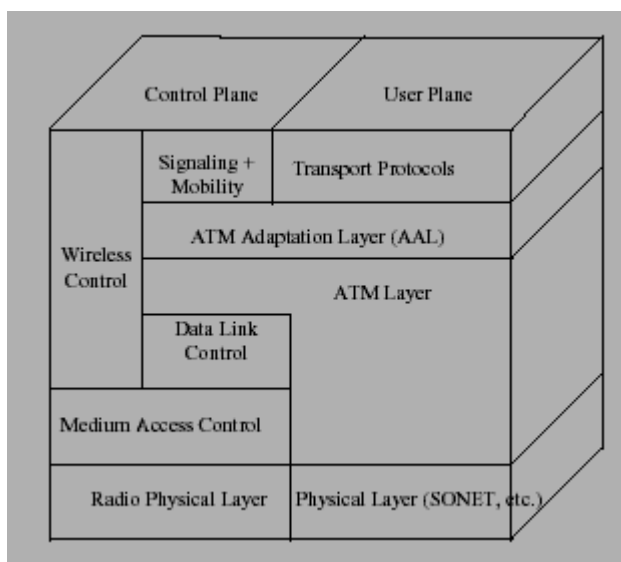 Control Plane
User Plane
Signaling +
Mobility
Transport Protocols
ATM Adaptation Layer (AAL)
Wireless
Control
ATM Layer
Data Link
Control
Medium Access Control
Radio Physical Layer
Physical Layer (SONET, etc.)